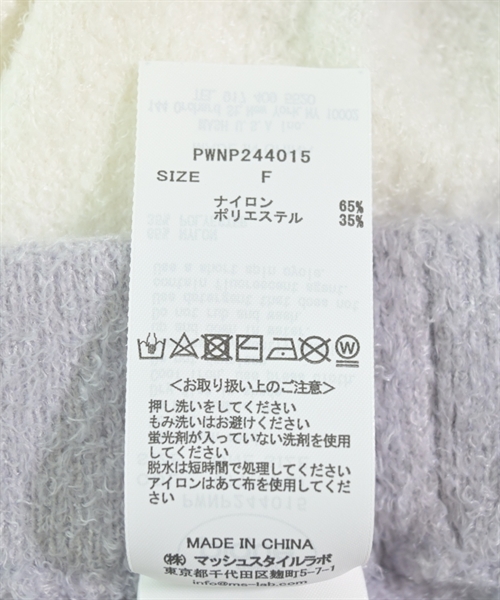 PWNP244015
SIZE F
ナイロン 65%
ポリエステル 35%
<お取り扱い上のご注意>
押し洗いをしてください
もみ洗いはお避けください
蛍光剤が入っていない洗剤を使用
してください
脱水は短時間で処理してください
アイロンはあて布を使用してくだ
さい
MADE IN CHINA
(株) マッシュスタイルラボ
東京都千代田区麹町5-7-1
info@ms-lab.com